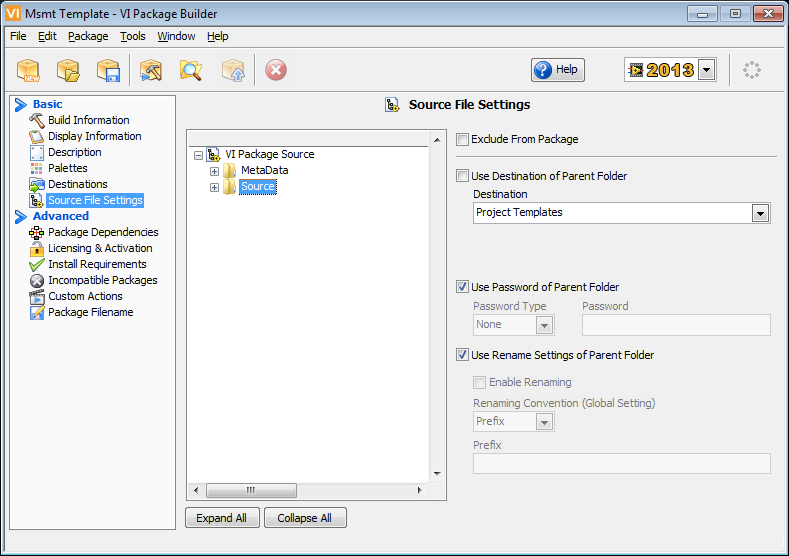 VI Msmt Template - VI Package Builder
File Edit Package Tools Window Help
NEW
Help
2013
Basic
Build Information
Display Information
Description
Palettes
Destinations
Source File Settings
Advanced
Package Dependencies
Licensing & Activation
Install Requirements
Incompatible Packages
Custom Actions
Package Filename
Source File Settings
VI Package Source
MetaData
Source
Expand All
Collapse All
Exclude From Package
Use Destination of Parent Folder
Destination
Project Templates
Use Password of Parent Folder
Password Type Password
None
Use Rename Settings of Parent Folder
Enable Renaming
Renaming Convention (Global Setting)
Prefix
Prefix